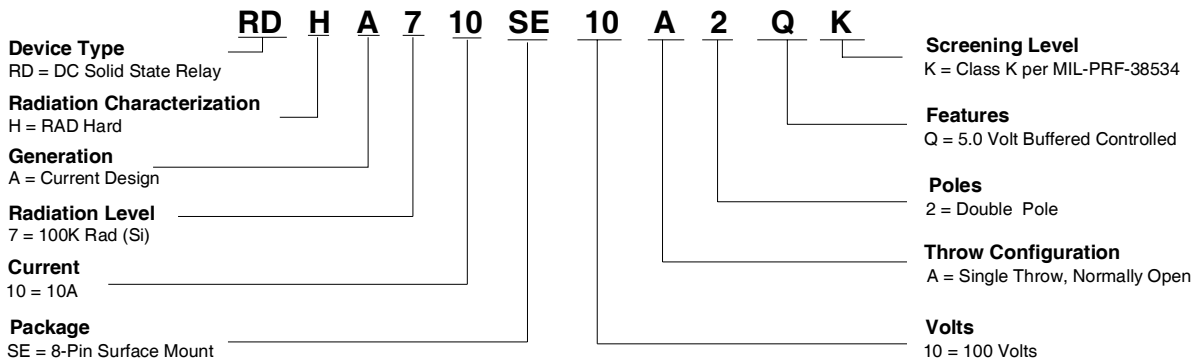 RD H A 7 10 SE 10 A 2 Q K
Device Type
RD = DC Solid State Relay
Radiation Characterization
H = RAD Hard
Generation
A = Current Design
Radiation Level
7 = 100K Rad (Si)
Current
10 = 10A
Package
SE = 8-Pin Surface Mount
Screening Level
K = Class K per MIL-PRF-38534
Features
Q = 5.0 Volt Buffered Controlled
Poles
2 = Double Pole
Throw Configuration
A = Single Throw, Normally Open
Volts
10 = 100 Volts